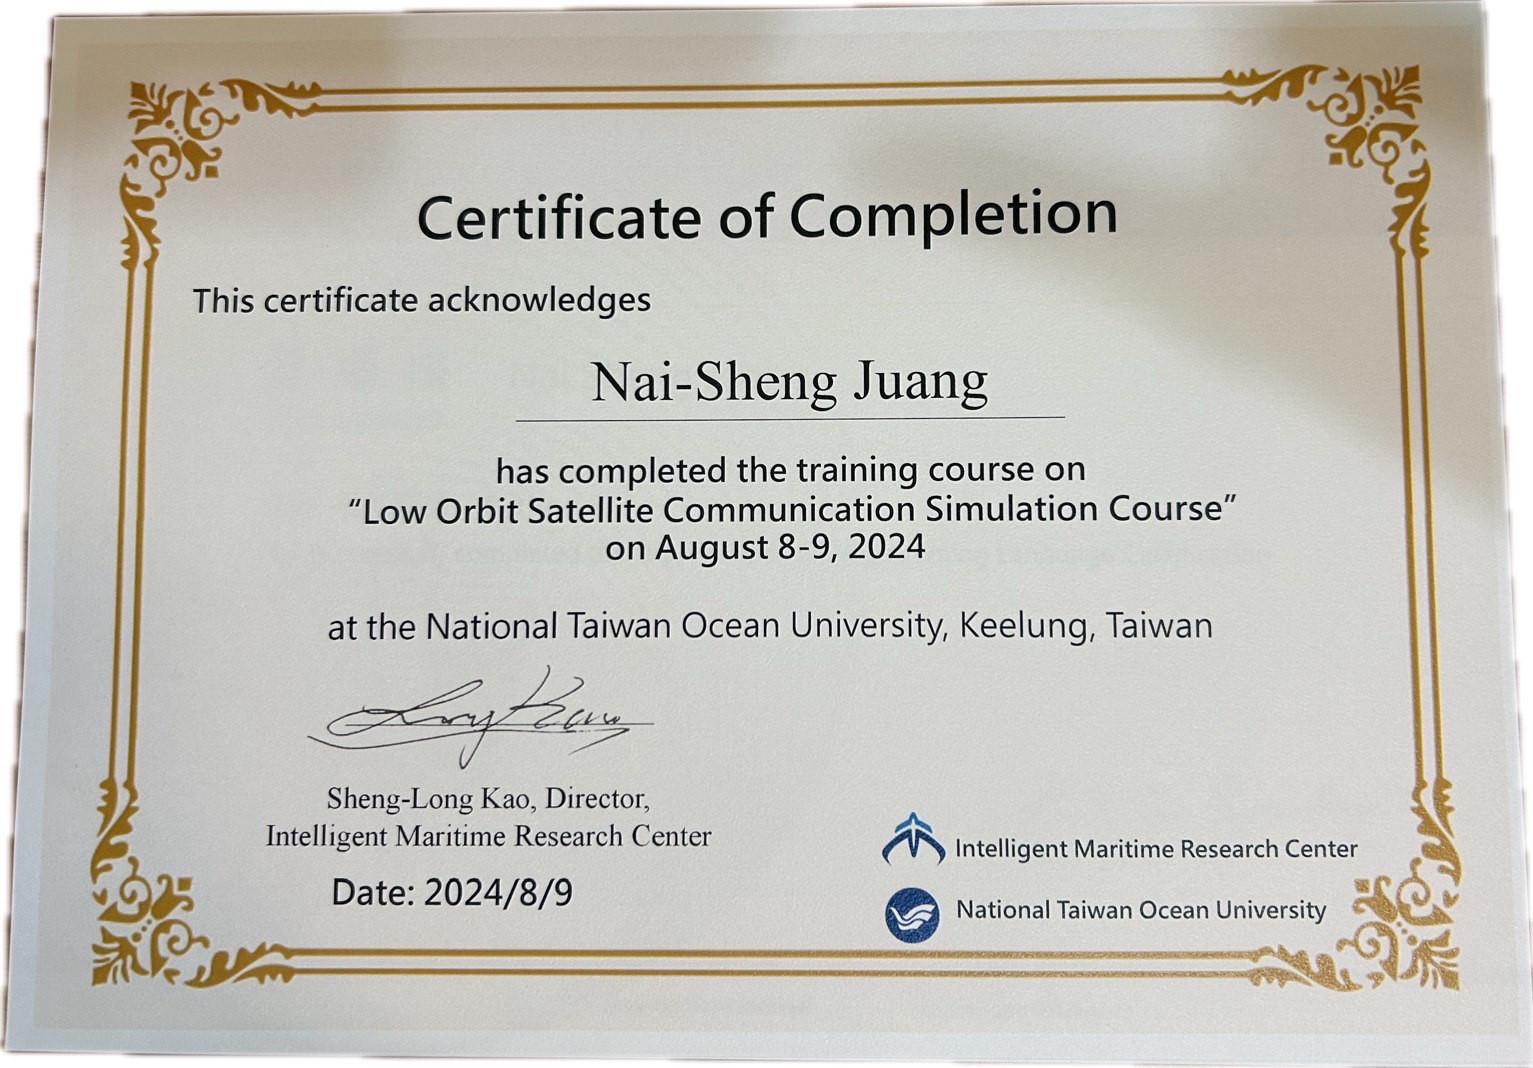 Certificate of Completion
This certificate acknowledges
Nai-Sheng Juang
has completed the training course on
“Low Orbit Satellite Communication Simulation Course”
on August 8-9, 2024
at the National Taiwan Ocean University, Keelung, Taiwan
Sheng-Long Kao, Director,
Intelligent Maritime Research Center
Date: 2024/8/9
Intelligent Maritime Research Center
National Taiwan Ocean University